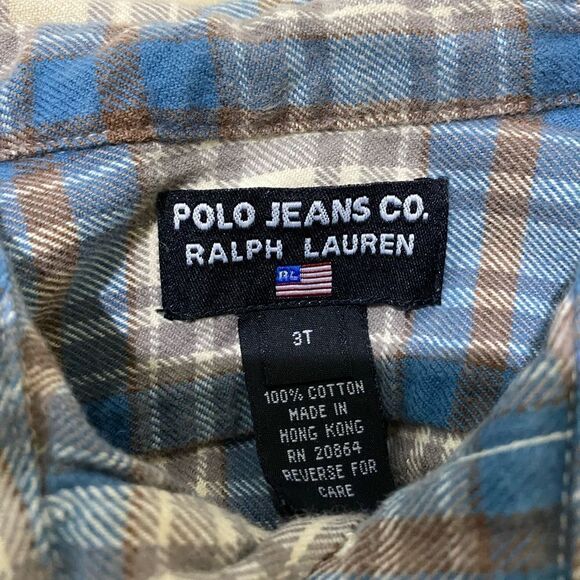 POLO JEANS CO.
RALPH LAUREN
RL
3T
100% COTTON
MADE IN
HONG KONG
RN 20864
REVERSE FOR
CARE